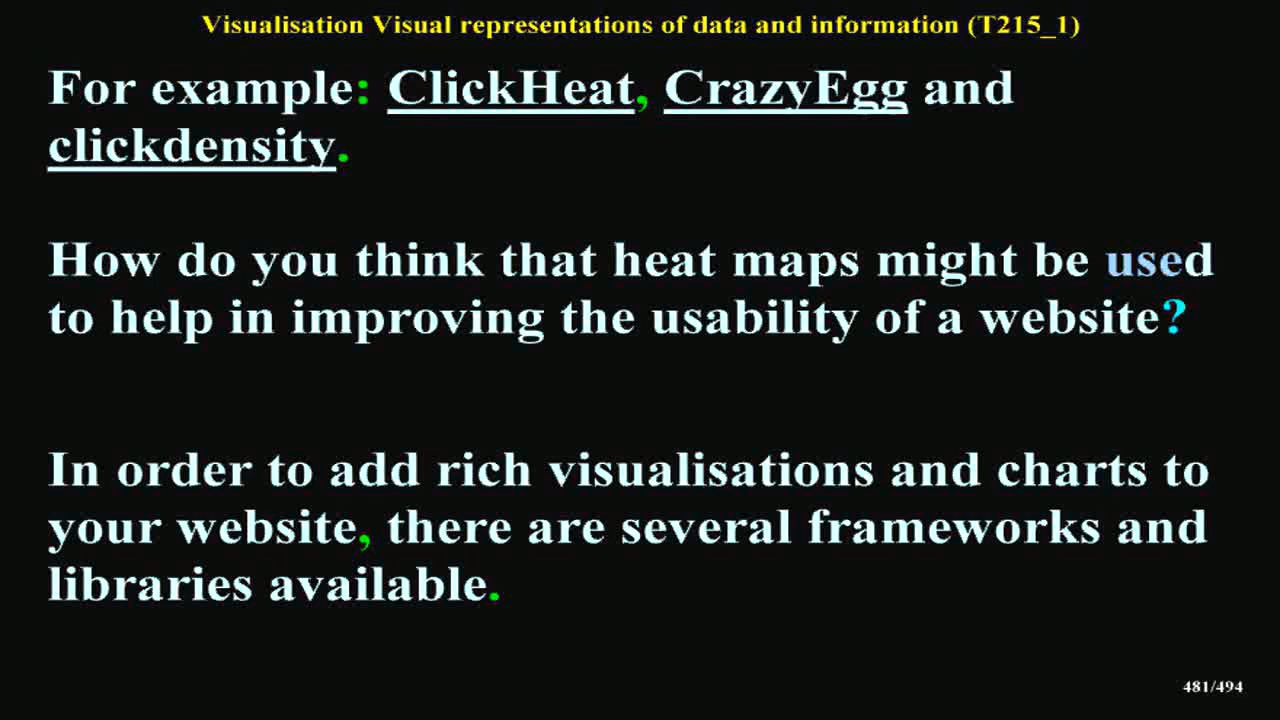 Visualisation Visual representations of data and information (T215_1)
For example: ClickHeat, CrazyEgg and
clickdensity.
How do you think that heat maps might be used
to help in improving the usability of a website?
In order to add rich visualisations and charts to
your website, there are several frameworks and
libraries available.
481/494